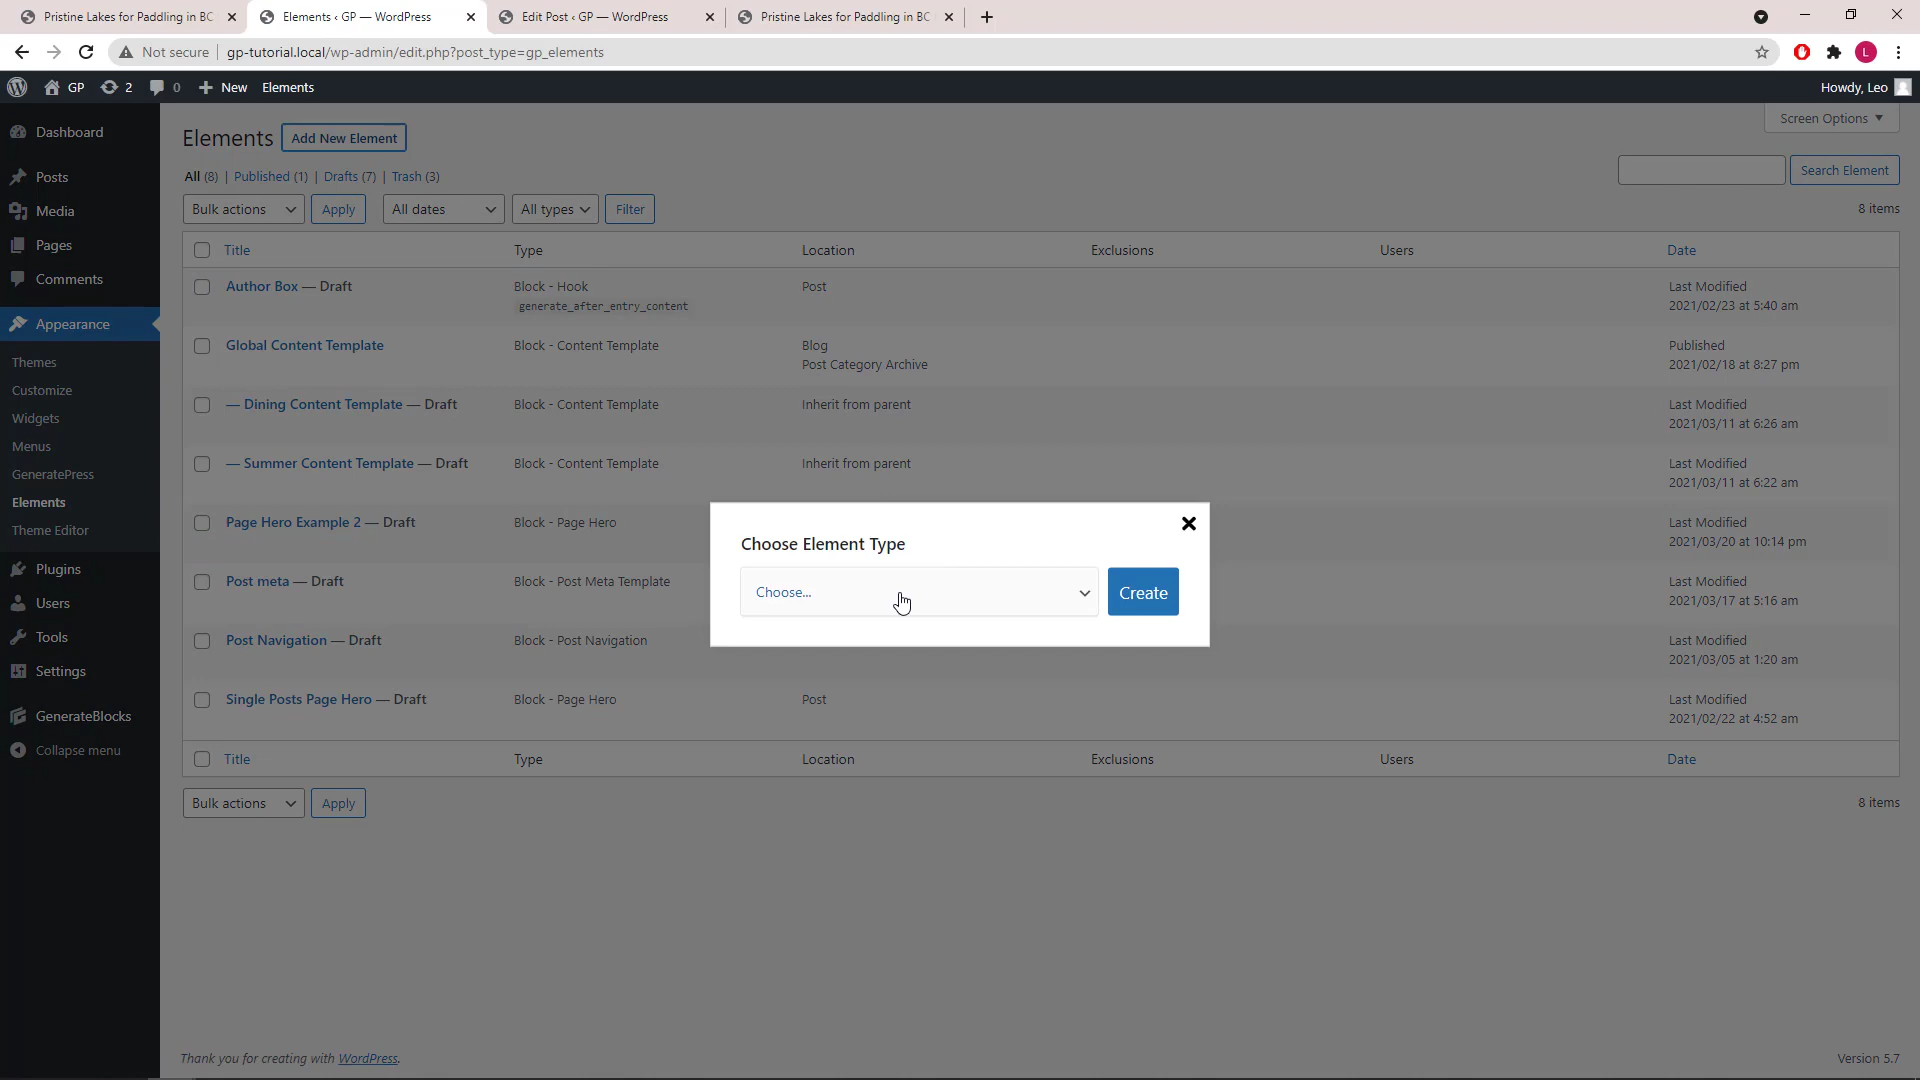 Pristine Lakes for Paddling in BC
Elements ‹ GP — WordPress
Edit Post ‹ GP — WordPress
Pristine Lakes for Paddling in BC
Not secure
gp-tutorial.local/wp-admin/edit.php?post_type=gp_elements
L
GP
2
0
New
Elements
Howdy, Leo
Dashboard
Posts
Media
Pages
Comments
Appearance
Themes
Customize
Widgets
Menus
GeneratePress
Elements
Theme Editor
Plugins
Users
Tools
Settings
GenerateBlocks
Collapse menu
Screen Options
Elements
Add New Element
All (8) | Published (1) | Drafts (7) | Trash (3)
Search Element
Bulk actions
Apply
All dates
All types
Filter
8 items
Title Type Location Exclusions Users Date
Author Box — Draft Block - Hook Post Last Modified
generate_after_entry_content 2021/02/23 at 5:40 am
Global Content Template Block - Content Template Blog Published
Post Category Archive 2021/02/18 at 8:27 pm
— Dining Content Template — Draft Block - Content Template Inherit from parent Last Modified
2021/03/11 at 6:26 am
— Summer Content Template — Draft Block - Content Template Inherit from parent Last Modified
2021/03/11 at 6:22 am
Page Hero Example 2 — Draft Block - Page Hero Last Modified
2021/03/20 at 10:14 pm
Post meta — Draft Block - Post Meta Template Last Modified
2021/03/17 at 5:16 am
Post Navigation — Draft Block - Post Navigation Last Modified
2021/03/05 at 1:20 am
Single Posts Page Hero — Draft Block - Page Hero Post Last Modified
2021/02/22 at 4:52 am
Title Type Location Exclusions Users Date
Bulk actions
Apply
8 items
Choose Element Type
Choose...
Create
Thank you for creating with WordPress.
Version 5.7